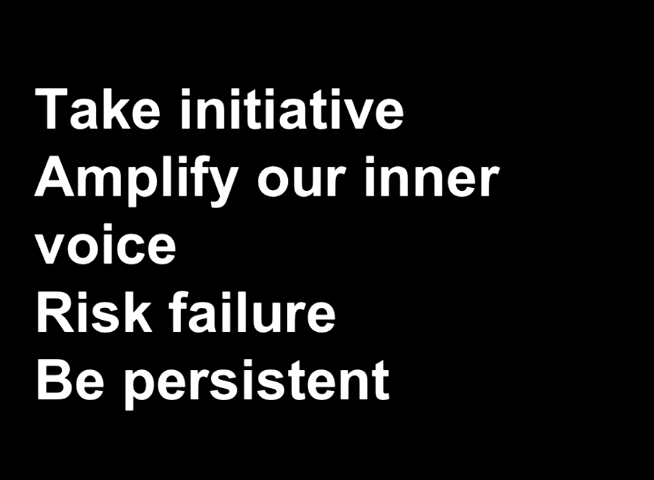 Take initiative
Amplify our inner
voice
Risk failure
Be persistent